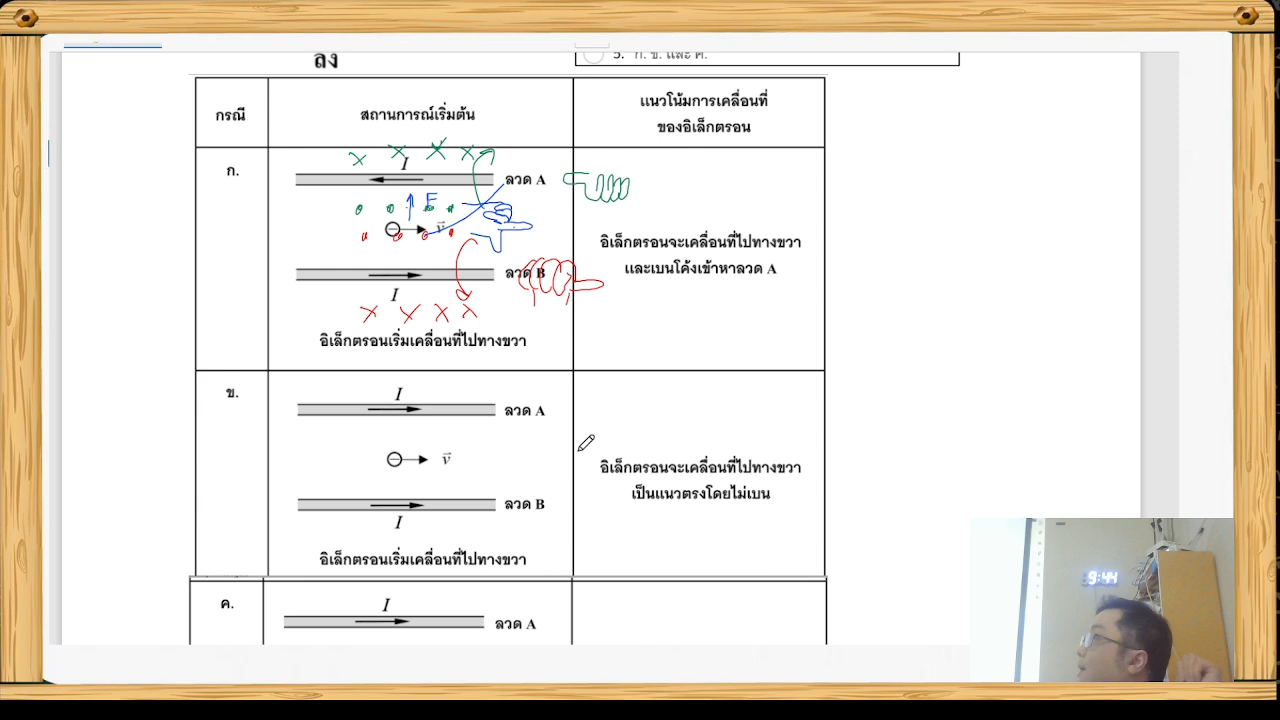 ลง
5. ก. ข. และ ค.
กรณี
สถานการณ์เริ่มต้น
แนวโน้มการเคลื่อนที่
ของอิเล็กตรอน
ก.
I
ลวด A
F
v
ลวด B
I
อิเล็กตรอนเริ่มเคลื่อนที่ไปทางขวา
อิเล็กตรอนจะเคลื่อนที่ไปทางขวา
และเบนโค้งเข้าหาลวด A
ข.
I
ลวด A
v
ลวด B
I
อิเล็กตรอนเริ่มเคลื่อนที่ไปทางขวา
อิเล็กตรอนจะเคลื่อนที่ไปทางขวา
เป็นแนวตรงโดยไม่เบน
ค.
I
ลวด A
9:44